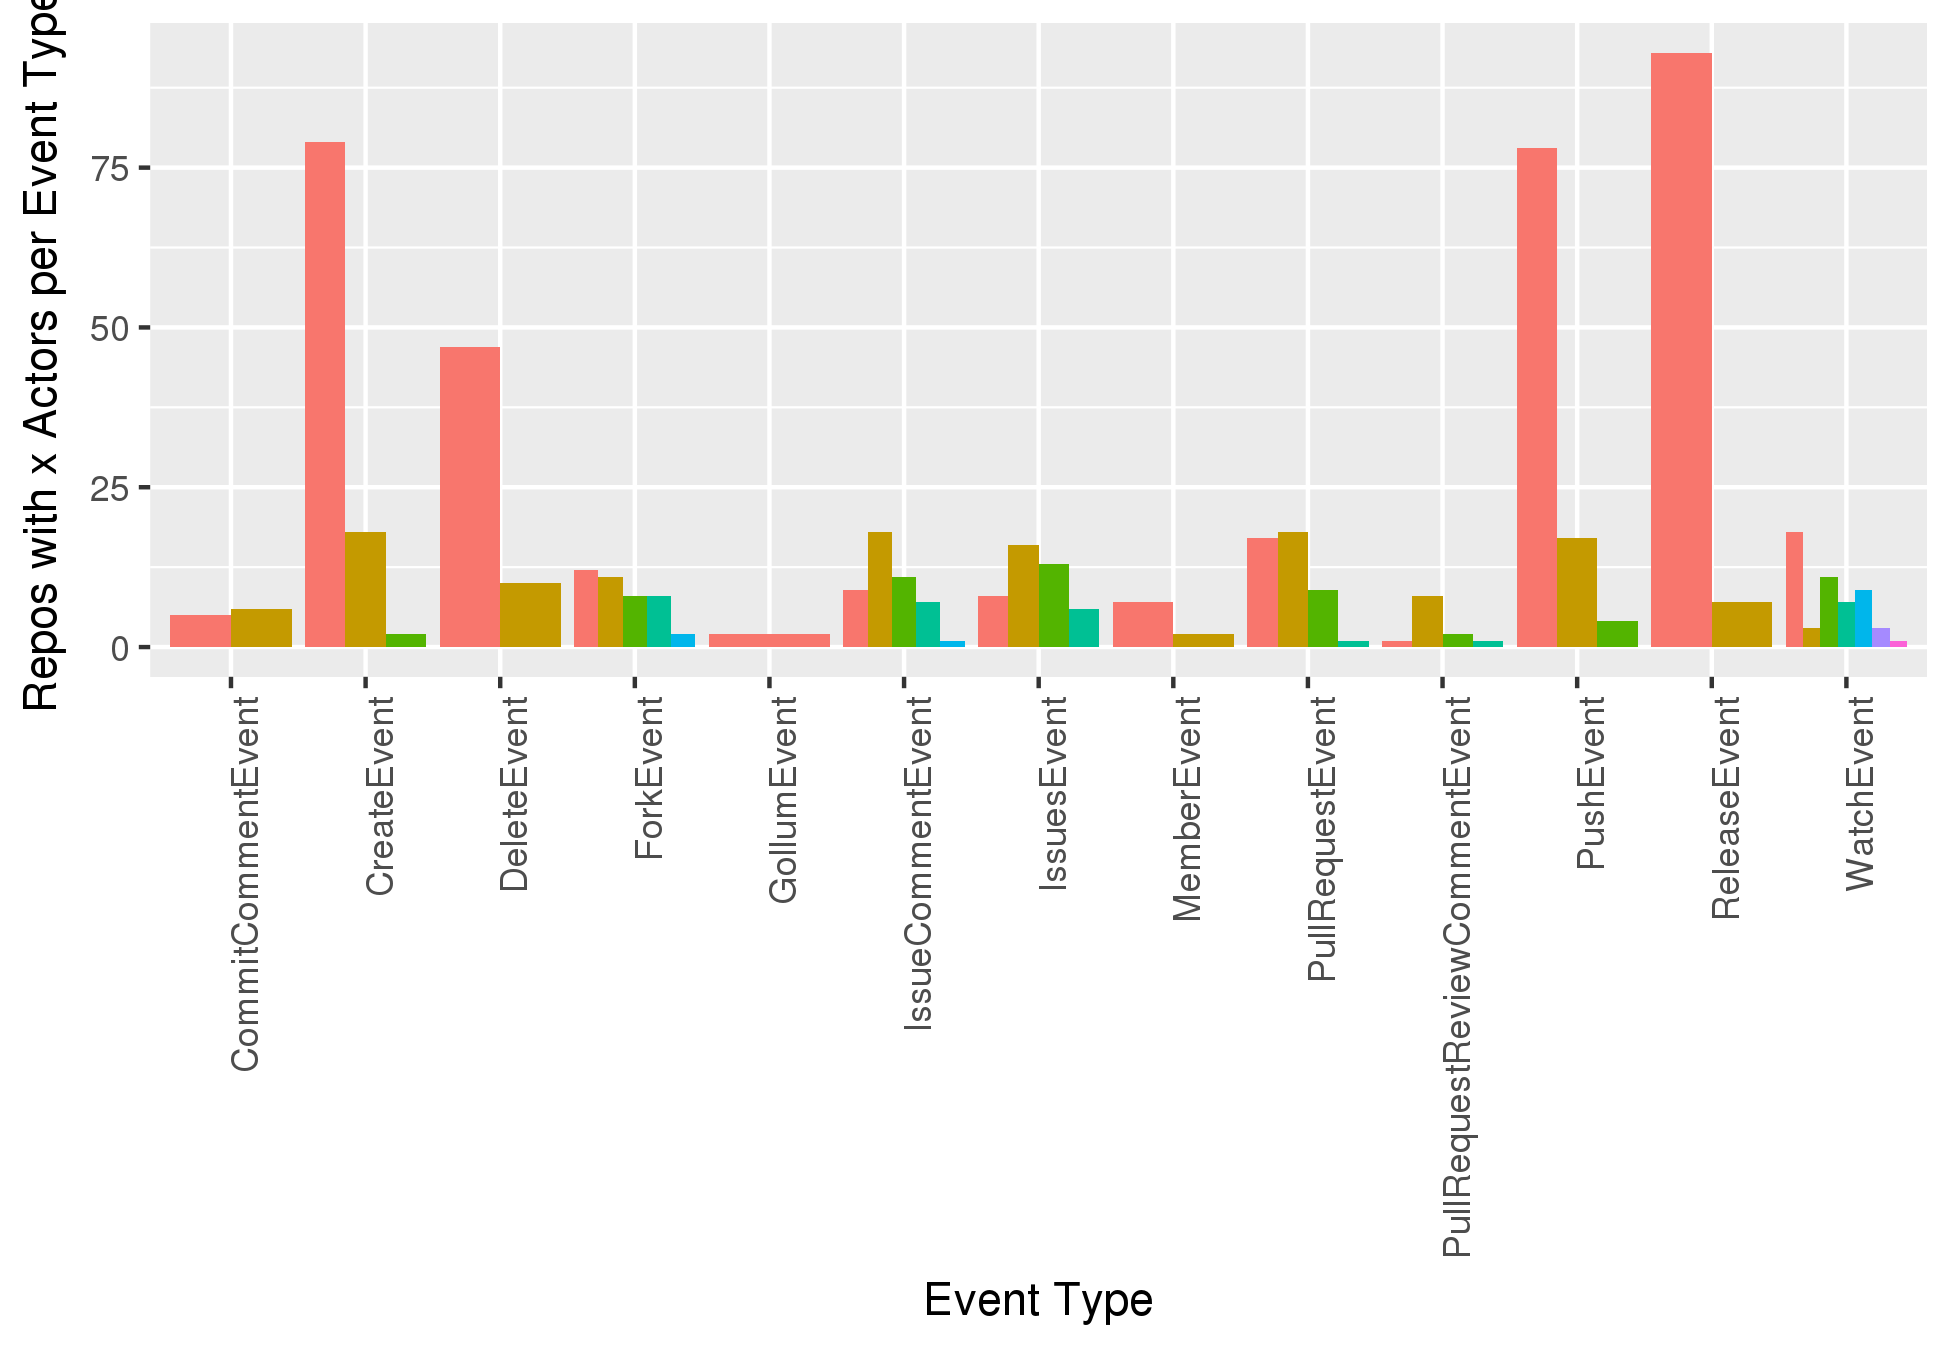 Repos with x Actors per Event Type
75
50
25
0
CommitCommentEvent
CreateEvent
DeleteEvent
ForkEvent
GollumEvent
IssueCommentEvent
IssuesEvent
MemberEvent
PullRequestEvent
PullRequestReviewCommentEvent
PushEvent
ReleaseEvent
WatchEvent
Event Type